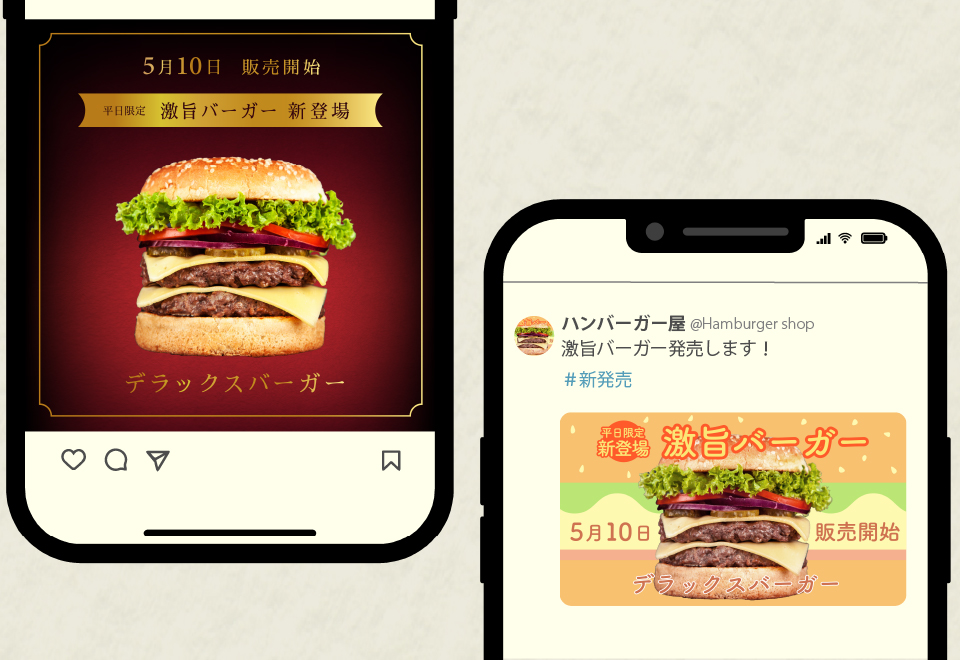 5月10日 販売開始
平日限定 激旨バーガー 新登場
デラックスバーガー
ハンバーガー屋 @Hamburger shop
激旨バーガー発売します！
#新発売
平日限定
新登場
激旨バーガー
5月10日
販売開始
デラックスバーガー